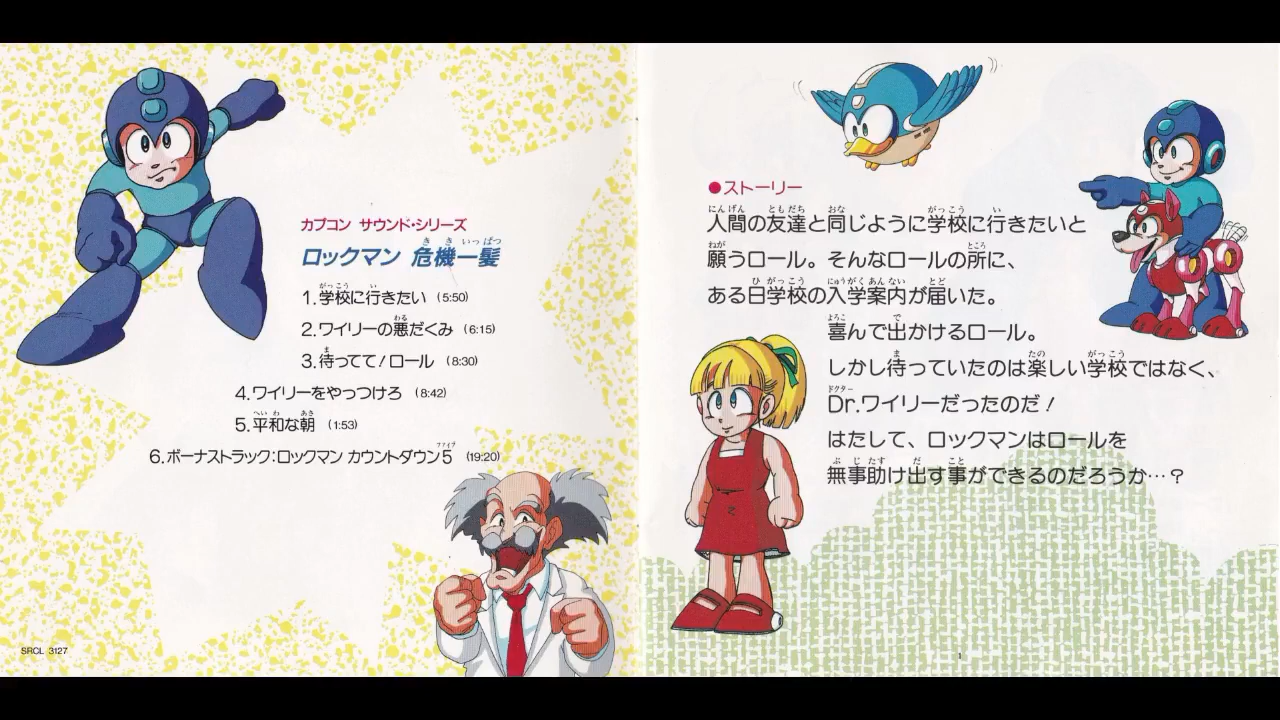 カプコン サウンド・シリーズ
ロックマン 危機一髪
1.学校に行きたい (5:50)
2.ワイリーの悪だくみ (6:15)
3.待ってて!ロール (8:30)
4.ワイリーをやっつけろ (8:42)
5.平和な朝 (1:53)
6.ボーナストラック:ロックマン カウントダウン5 (19:20)
SRCL 3127
●ストーリー
人間の友達と同じように学校に行きたいと
願うロール。そんなロールの所に、
ある日学校の入学案内が届いた。
喜んで出かけるロール。
しかし待っていたのは楽しい学校ではなく、
Dr.ワイリーだったのだ!
はたして、ロックマンはロールを
無事助け出す事ができるのだろうか…?
1